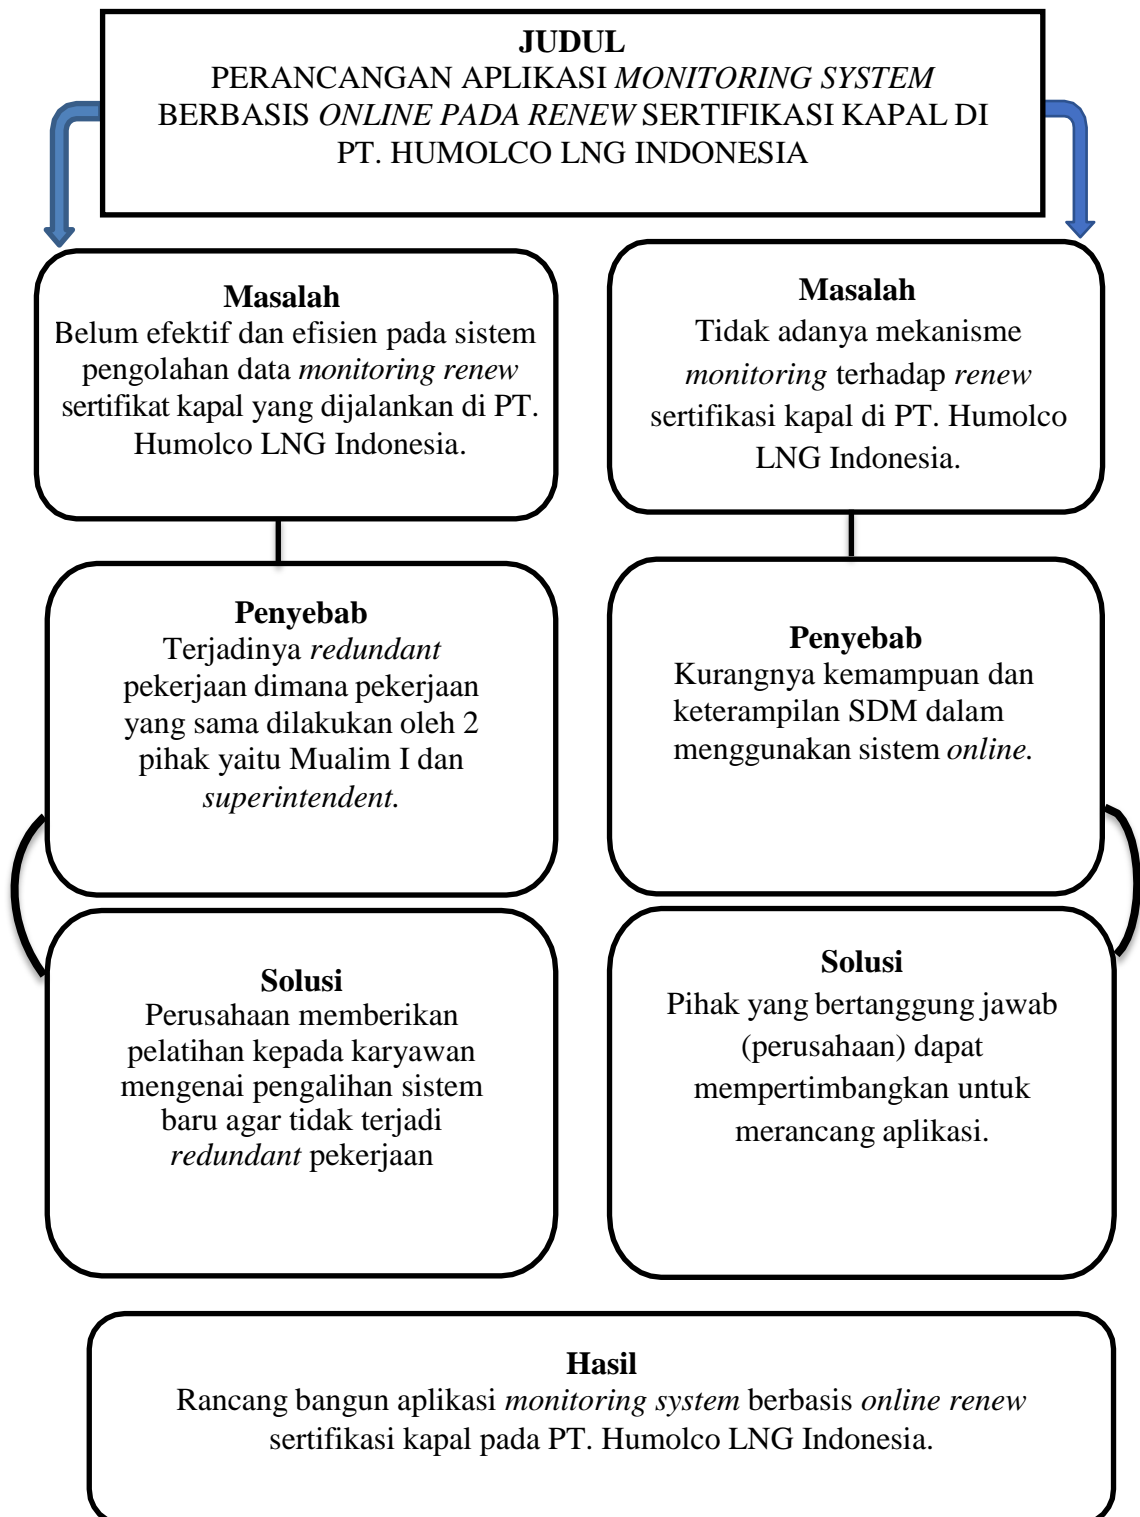 JUDUL
PERANCANGAN APLIKASI MONITORING SYSTEM
BERBASIS ONLINE PADA RENEW SERTIFIKASI KAPAL DI
PT. HUMOLCO LNG INDONESIA
Masalah
Belum efektif dan efisien pada sistem
pengolahan data monitoring renew
sertifikat kapal yang dijalankan di PT.
Humolco LNG Indonesia.
Masalah
Tidak adanya mekanisme
monitoring terhadap renew
sertifikasi kapal di PT. Humolco
LNG Indonesia.
Penyebab
Terjadinya redundant
pekerjaan dimana pekerjaan
yang sama dilakukan oleh 2
pihak yaitu Mualim I dan
superintendent.
Penyebab
Kurangnya kemampuan dan
keterampilan SDM dalam
menggunakan sistem online.
Solusi
Perusahaan memberikan
pelatihan kepada karyawan
mengenai pengalihan sistem
baru agar tidak terjadi
redundant pekerjaan
Solusi
Pihak yang bertanggung jawab
(perusahaan) dapat
mempertimbangkan untuk
merancang aplikasi.
Hasil
Rancang bangun aplikasi monitoring system berbasis online renew
sertifikasi kapal pada PT. Humolco LNG Indonesia.